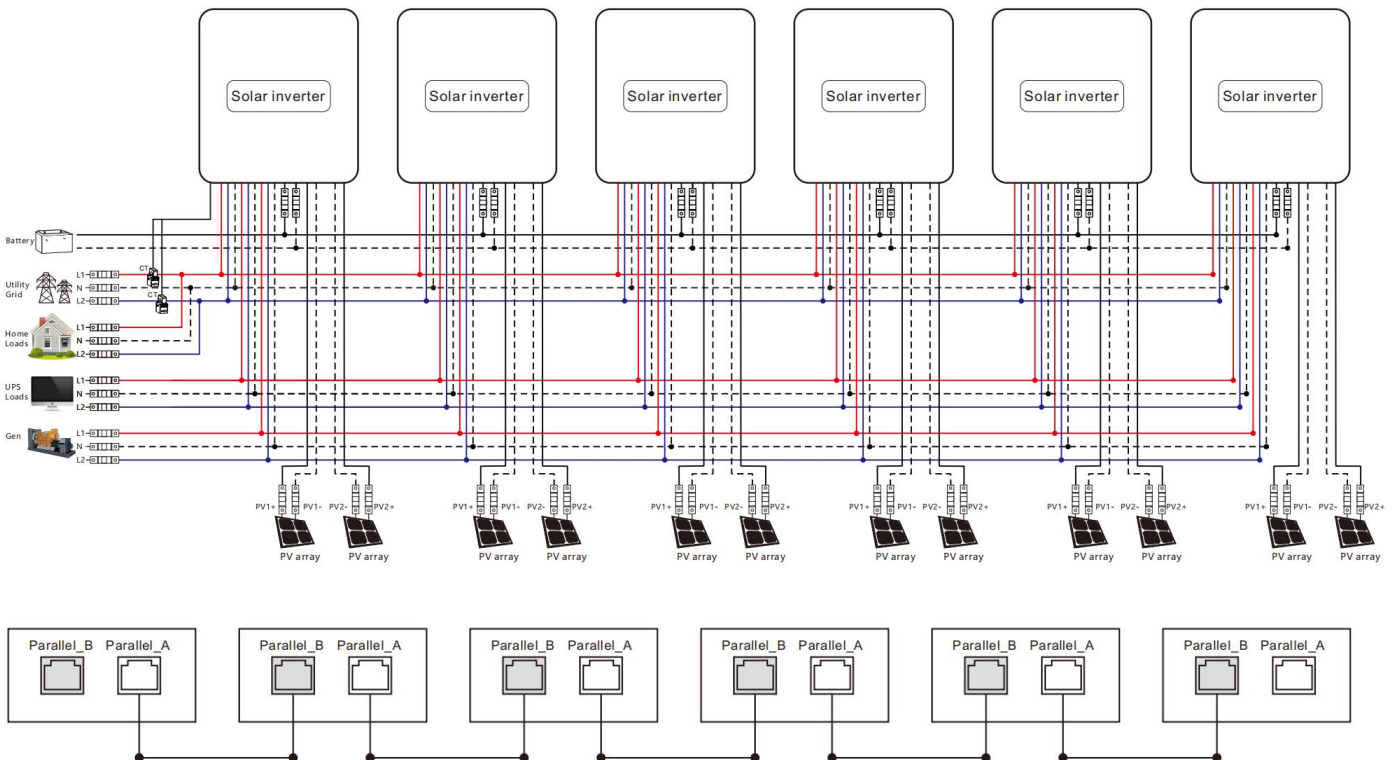 Solar inverter Solar inverter Solar inverter Solar inverter Solar inverter Solar inverter
Battery
CT
Utility
Grid
L1
N
L2
CT
Home
Loads
L1
N
L2
UPS
Loads
L1
N
L2
Gen
L1
N
L2
PV1+ PV1- PV2- PV2+ PV1+ PV1- PV2- PV2+ PV1+ PV1- PV2- PV2+ PV1+ PV1- PV2- PV2+ PV1+ PV1- PV2- PV2+ PV1+ PV1- PV2- PV2+
PV array PV array PV array PV array PV array PV array PV array PV array PV array PV array PV array PV array
Parallel_B Parallel_A Parallel_B Parallel_A Parallel_B Parallel_A Parallel_B Parallel_A Parallel_B Parallel_A Parallel_B Parallel_A